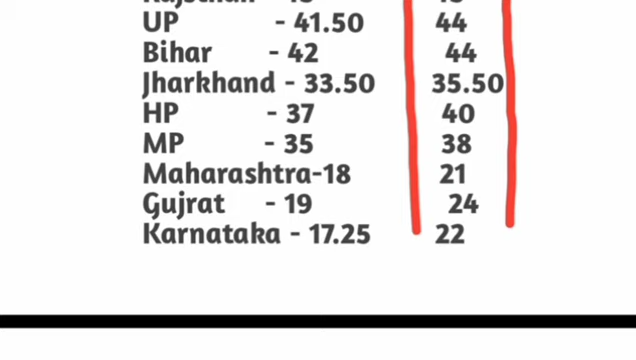 UP - 41.50 44
Bihar - 42 44
Jharkhand - 33.50 35.50
HP - 37 40
MP - 35 38
Maharashtra-18 21
Gujrat - 19 24
Karnataka - 17.25 22